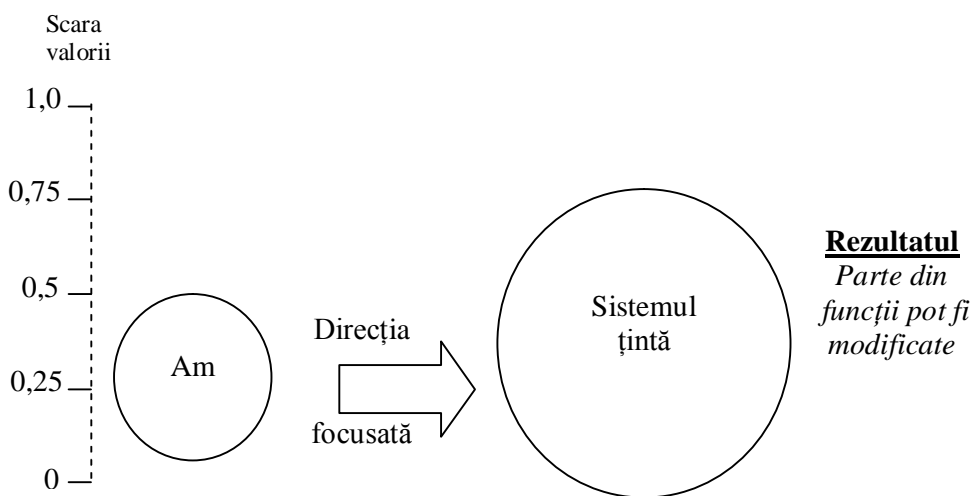 Scara
valorii
1,0
0,75
0,5
0,25
0
Am
Direcția
focusată
Sistemul
țintă
Rezultatul
Parte din
funcții pot fi
modificate